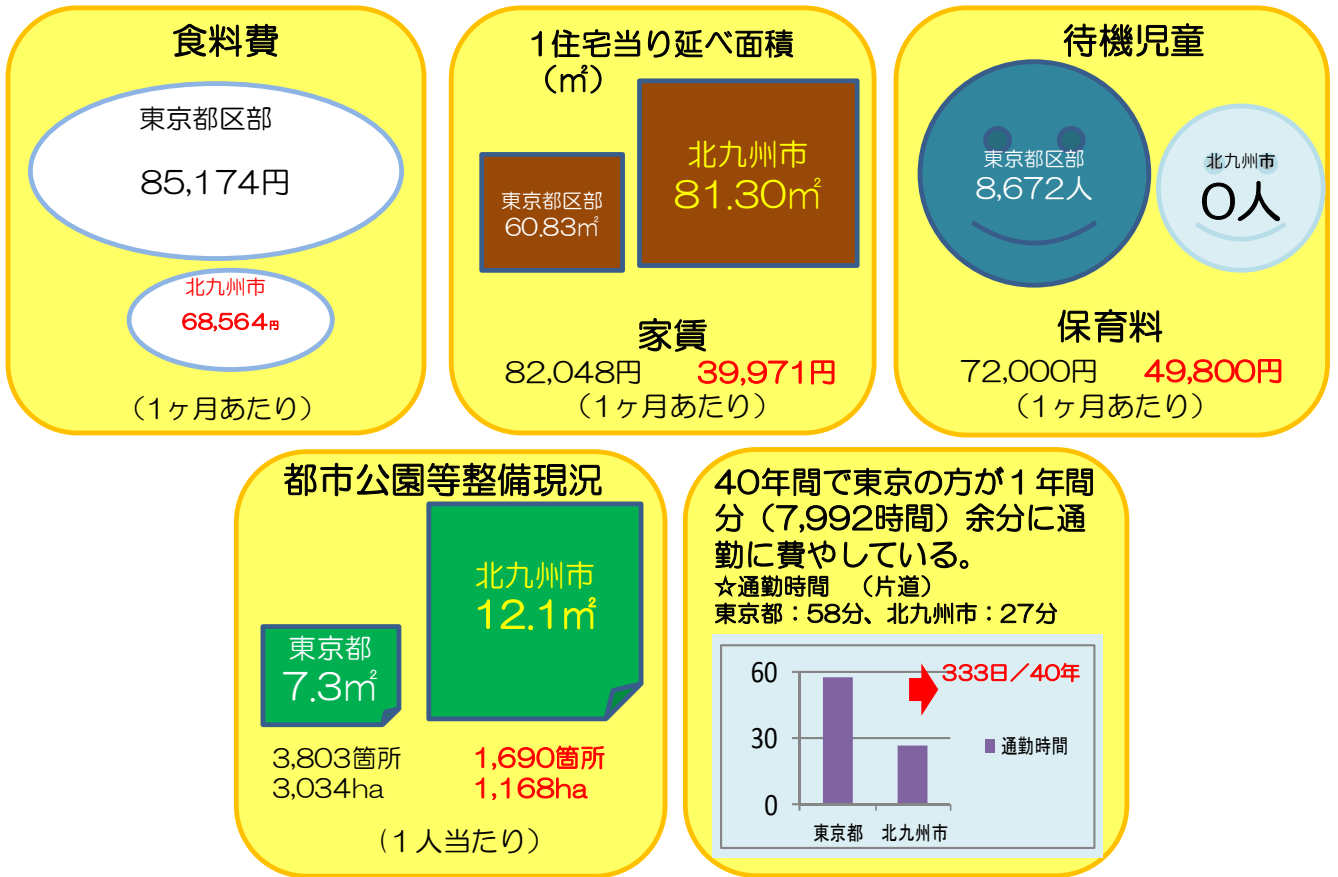 食料費
東京都区部
85,174円
北九州市
68,564円
(1ヶ月あたり)
1住宅当り延べ面積
(㎡)
東京都区部
60.83㎡
北九州市
81.30㎡
家賃
82,048円 39,971円
(1ヶ月あたり)
待機児童
東京都区部
8,672人
北九州市
0人
保育料
72,000円 49,800円
(1ヶ月あたり)
都市公園等整備現況
東京都
7.3㎡
北九州市
12.1㎡
3,803箇所
3,034ha
1,690箇所
1,168ha
(1人当たり)
40年間で東京の方が1年間
分(7,992時間)余分に通
勤に費やしている。
☆通勤時間 (片道)
東京都:58分、北九州市:27分
60
30
0
333日/40年
通勤時間
東京都 北九州市